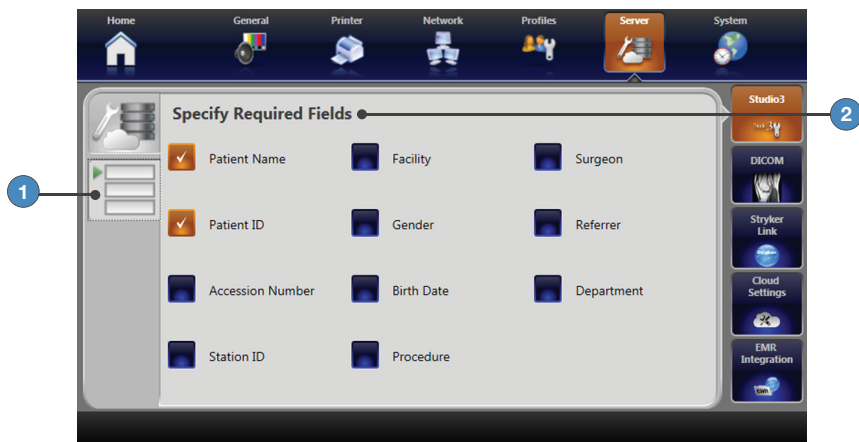 Home General Printer Network Profiles Server System
Studio3
Specify Required Fields
2
Patient Name Facility Surgeon
DICOM
1
Patient ID Gender Referrer
Stryker
Link
Accession Number Birth Date Department
Cloud
Settings
Station ID Procedure
EMR
Integration
EMR